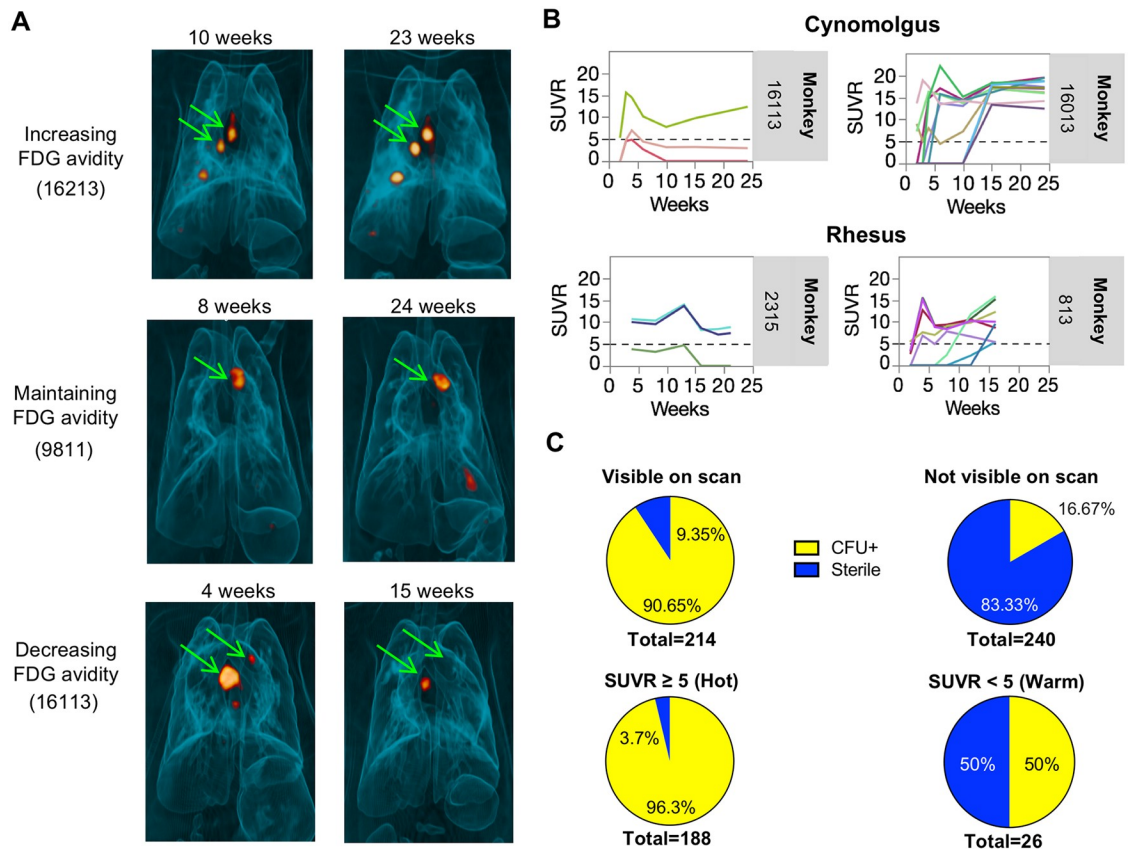 A
10 weeks
23 weeks
Increasing
FDG avidity
(16213)
8 weeks
24 weeks
Maintaining
FDG avidity
(9811)
4 weeks
15 weeks
Decreasing
FDG avidity
(16113)
B
Cynomolgus
SUVR
20
15
10
5
0
0 5 10 15 20 25
Weeks
16113
Monkey
20
15
10
5
0
0 5 10 15 20 25
Weeks
16013
Monkey
Rhesus
SUVR
20
15
10
5
0
0 5 10 15 20 25
Weeks
2315
Monkey
SUVR
20
15
10
5
0
0 5 10 15 20 25
Weeks
813
Monkey
C
Visible on scan
9.35%
90.65%
Total=214
CFU+
Sterile
Not visible on scan
16.67%
83.33%
Total=240
SUVR ≥ 5 (Hot)
3.7%
96.3%
Total=188
SUVR < 5 (Warm)
50%
50%
Total=26